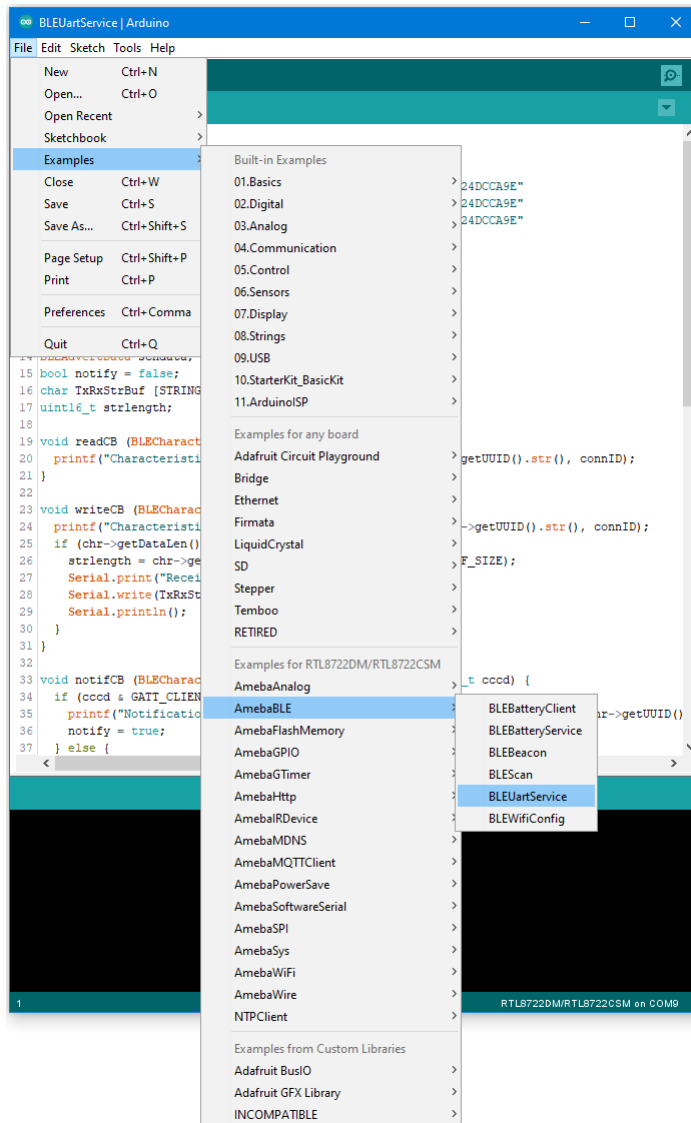 BLEUartService | Arduino
File Edit Sketch Tools Help
New Ctrl+N
Open... Ctrl+O
Open Recent
Sketchbook
Examples
Close Ctrl+W
Save Ctrl+S
Save As... Ctrl+Shift+S
Page Setup Ctrl+Shift+P
Print Ctrl+P
Preferences Ctrl+Comma
Quit Ctrl+Q
Built-in Examples
01.Basics
02.Digital
03.Analog
04.Communication
05.Control
06.Sensors
07.Display
08.Strings
09.USB
10.StarterKit_BasicKit
11.ArduinoISP
Examples for any board
Adafruit Circuit Playground
Bridge
Ethernet
Firmata
LiquidCrystal
SD
Stepper
Temboo
RETIRED
Examples for RTL8722DM/RTL8722CSM
AmebaAnalog
AmebaBLE
AmebaFlashMemory
AmebaGPIO
AmebaGTimer
AmebaHttp
AmebaIRDevice
AmebaMDNS
AmebaMQTTClient
AmebaPowerSave
AmebaSoftwareSerial
AmebaSPI
AmebaSys
AmebaWiFi
AmebaWire
NTPClient
Examples from Custom Libraries
Adafruit BusIO
Adafruit GFX Library
INCOMPATIBLE
BLEBatteryClient
BLEBatteryService
BLEBeacon
BLEScan
BLEUartService
BLEWifiConfig
24DCCA9E"
24DCCA9E"
24DCCA9E"
15 bool notify = false;
16 char TxRxStrBuf [STRING
17 uint16_t strlength;
18
19 void readCB (BLECharact
20 printf("Characteristi getUUID().str(), connID);
21 }
22
23 void writeCB (BLECharac
24 printf("Characteristi ->getUUID().str(), connID);
25 if (chr->getDataLen()
26 strlength = chr->ge F_SIZE);
27 Serial.print("Recei
28 Serial.write(TxRxSt
29 Serial.println();
30 }
31 }
32
33 void notifCB (BLECharac _t cccd) {
34 if (cccd & GATT_CLIEN
35 printf("Notificatio hr->getUUID()
36 notify = true;
37 } else {
1 RTL8722DM/RTL8722CSM on COM9